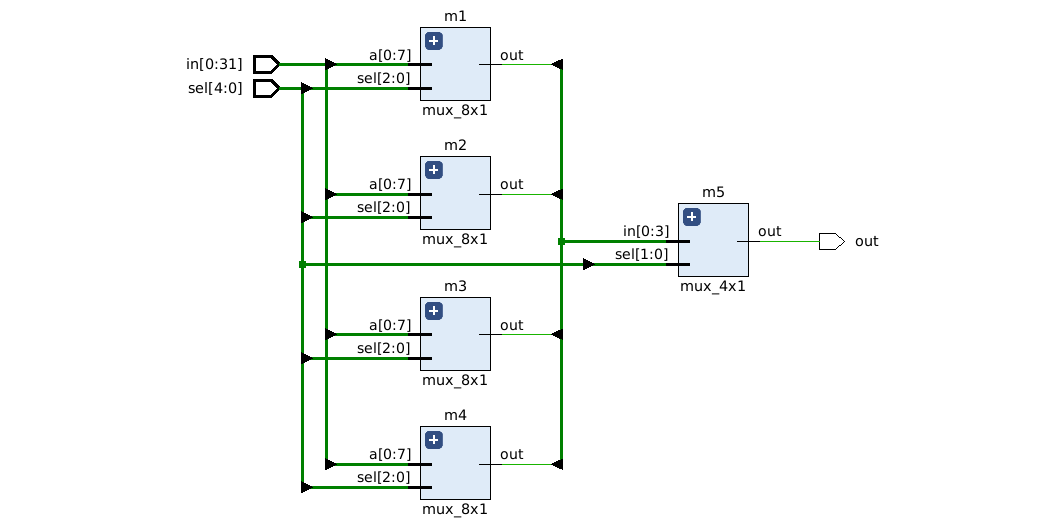 m1
in[0:31]
a[0:7]
out
sel[4:0]
sel[2:0]
mux_8x1
m2
a[0:7]
out
sel[2:0]
mux_8x1
m5
in[0:3]
out
out
sel[1:0]
mux_4x1
m3
a[0:7]
out
sel[2:0]
mux_8x1
m4
a[0:7]
out
sel[2:0]
mux_8x1